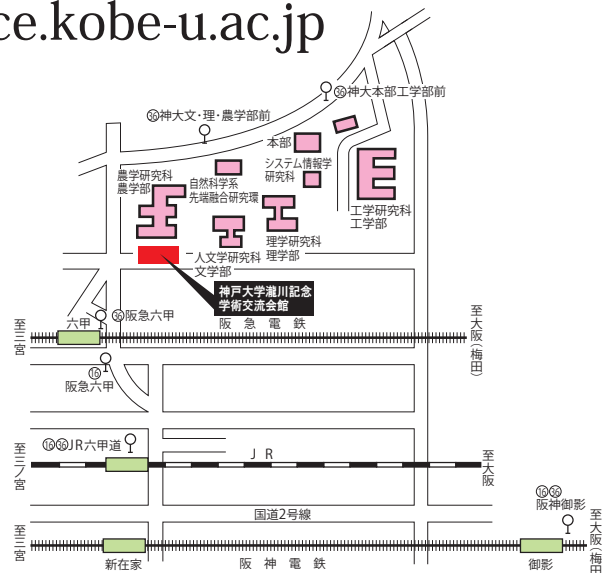 ce.kobe-u.ac.jp
㊱神大本部工学部前
㊱神大文・理・農学部前
本部
システム情報学
研究科
農学研究科
農学部
自然科学系
先端融合研究環
工学研究科
工学部
理学研究科
理学部
人文学研究科
文学部
神戸大学瀧川記念
学術交流会館
至三宮
六甲
㊱阪急六甲
阪急電鉄
至大阪(梅田)
⑯
阪急六甲
⑯㊱JR六甲道
至三ノ宮
JR
至大阪
⑯㊱
阪神御影
国道2号線
至三宮
新在家
阪神電鉄
御影
至大阪(梅田)